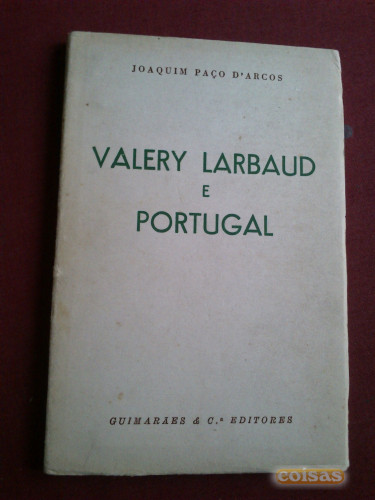 JOAQUIM PAÇO D'ARCOS
VALERY LARBAUD
E
PORTUGAL
GUIMARÃES & C.ª EDITORES
coisas